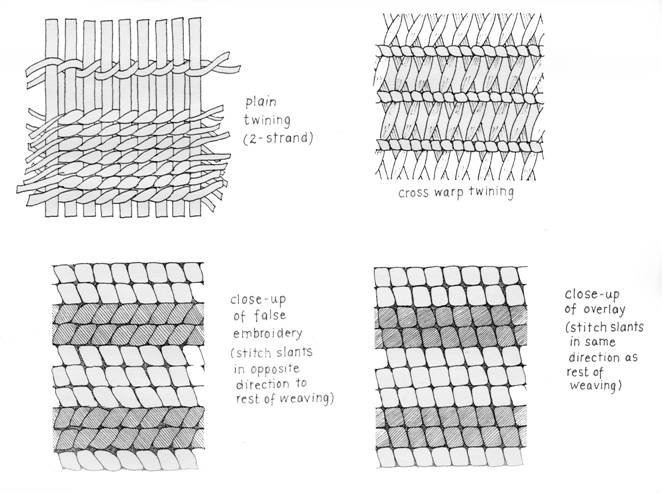 plain
twining
(2-strand)
cross warp twining
close-up
of false
embroidery
(stitch slants
in opposite
direction to
rest of weaving)
close-up
of overlay
(stitch slants
in same
direction as
rest of
weaving)